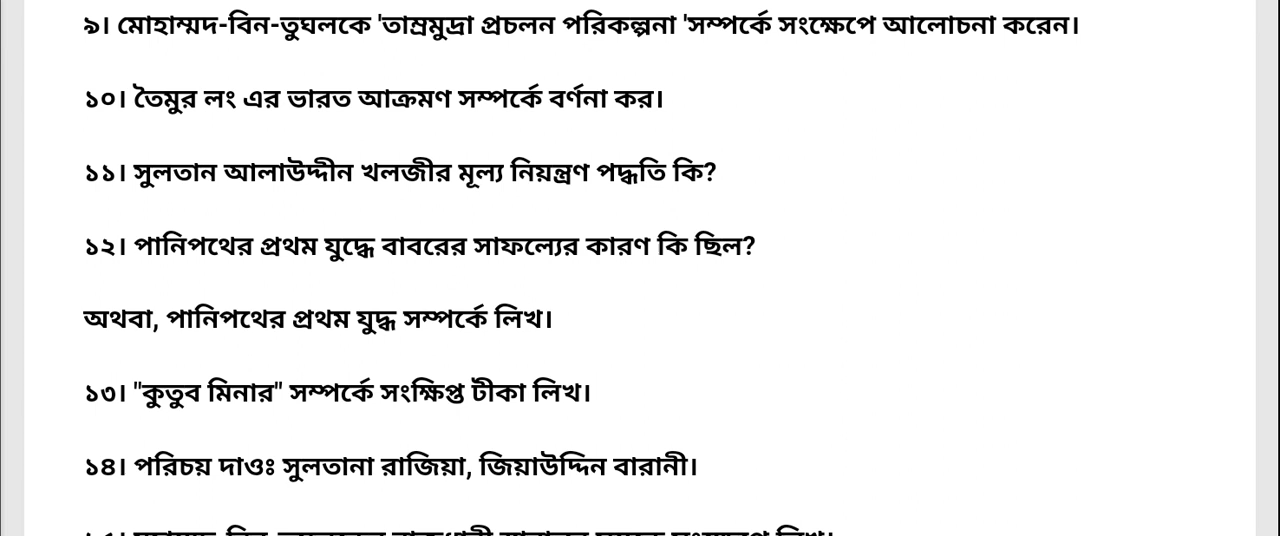 ৯। মোহাম্মদ-বিন-তুঘলকে 'তাম্রমুদ্রা প্রচলন পরিকল্পনা 'সম্পর্কে সংক্ষেপে আলোচনা করেন।
১০। তৈমুর লং এর ভারত আক্রমণ সম্পর্কে বর্ণনা কর।
১১। সুলতান আলাউদ্দীন খলজীর মূল্য নিয়ন্ত্রণ পদ্ধতি কি?
১২। পানিপথের প্রথম যুদ্ধে বাবরের সাফল্যের কারণ কি ছিল?
অথবা, পানিপথের প্রথম যুদ্ধ সম্পর্কে লিখ।
১৩। "কুতুব মিনার" সম্পর্কে সংক্ষিপ্ত টীকা লিখ।
১৪। পরিচয় দাওঃ সুলতানা রাজিয়া, জিয়াউদ্দিন বারানী।